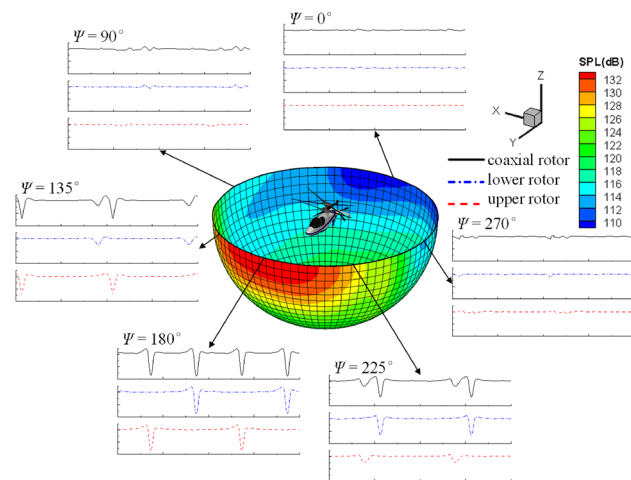 Ψ = 0°
Ψ = 90°
SPL(dB)
132
130
128
126
124
122
120
118
116
114
112
110
Z
X
Y
coaxial rotor
lower rotor
upper rotor
Ψ = 135°
Ψ = 270°
Ψ = 180°
Ψ = 225°